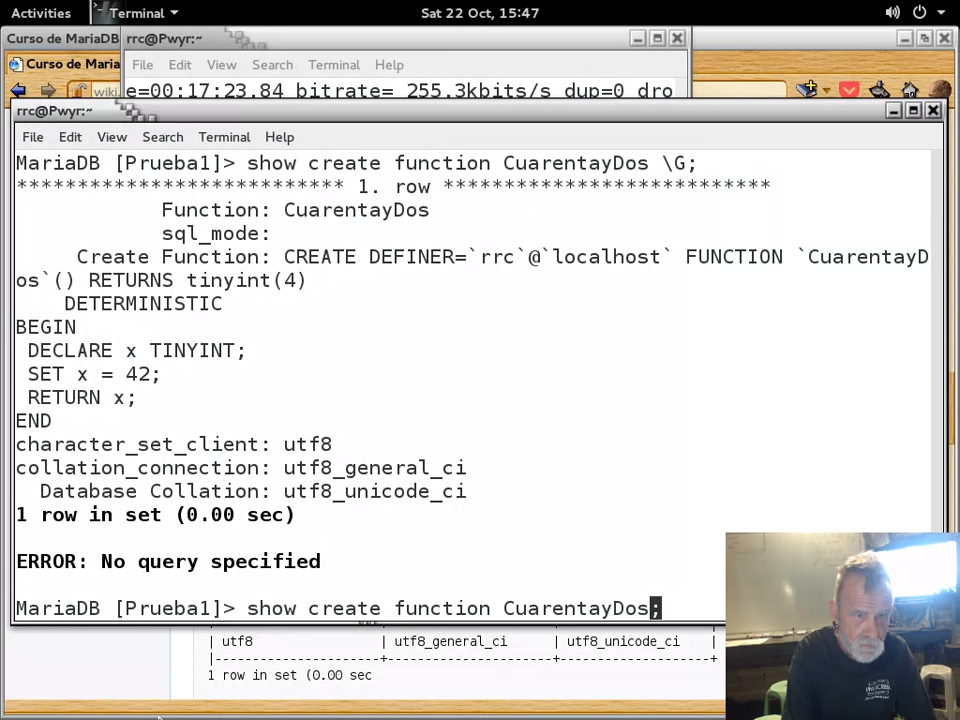 Activities
Terminal
Sat 22 Oct, 15:47
Curso de MariaDB
rrc@Pwyr:~
Curso de Maria
File Edit View Search Terminal Help
wiki
e=00:17:23.84 bitrate= 255.3kbits/s dup=0 dro
rrc@Pwyr:~
File Edit View Search Terminal Help
MariaDB [Prueba1]> show create function CuarentayDos \G;
*************************** 1. row ***************************
Function: CuarentayDos
sql_mode:
Create Function: CREATE DEFINER=`rrc`@`localhost` FUNCTION `CuarentayD
os`() RETURNS tinyint(4)
DETERMINISTIC
BEGIN
DECLARE x TINYINT;
SET x = 42;
RETURN x;
END
character_set_client: utf8
collation_connection: utf8_general_ci
Database Collation: utf8_unicode_ci
1 row in set (0.00 sec)
ERROR: No query specified
MariaDB [Prueba1]> show create function CuarentayDos;
| utf8 | utf8_general_ci | utf8_unicode_ci |
|----------------------+----------------------+--------------------+
1 row in set (0.00 sec